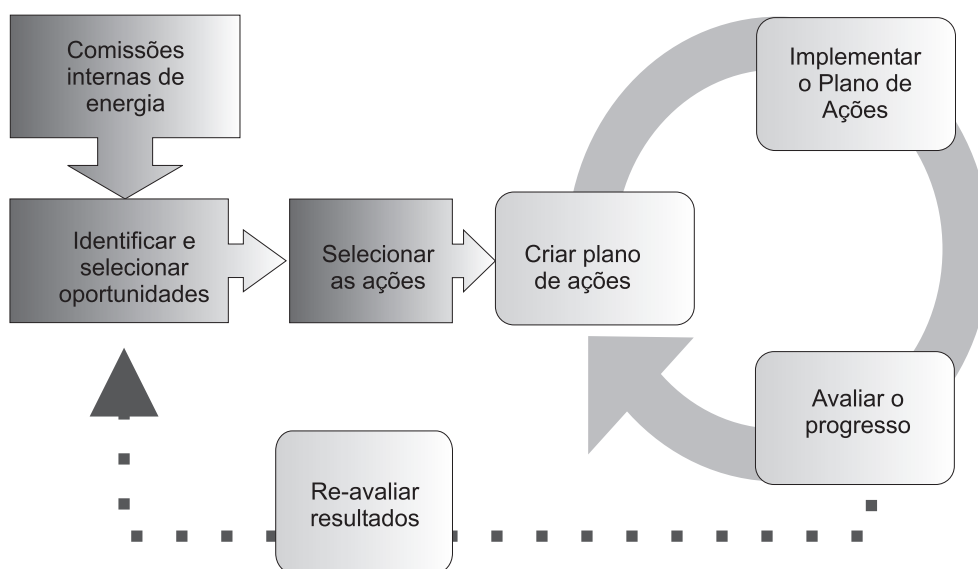 Comissões
internas de
energia
Identificar e
selecionar
oportunidades
Selecionar
as ações
Criar plano
de ações
Implementar
o Plano de
Ações
Avaliar o
progresso
Re-avaliar
resultados